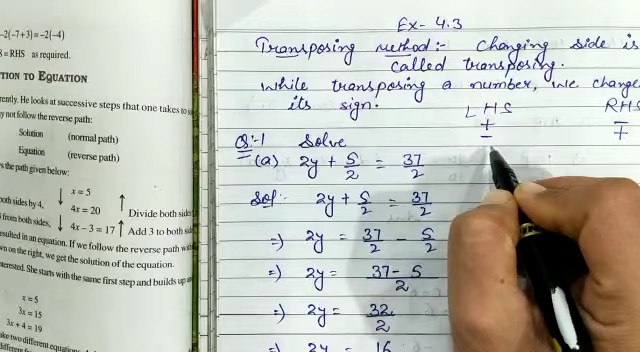 -2(-7+3)=-2(-4)
= RHS as required.
TION TO EQUATION
rently. He looks at successive steps that one takes to
y not follow the reverse path:
Solution (normal path)
Equation (reverse path)
s the path given below:
x = 5
both sides by 4,
4x = 20 Divide both sides
from both sides,
4x - 3 = 17 Add 3 to both sid
esulted in an equation. If we follow the reverse path
on the right, we get the solution of the equation.
nterested. She starts with the same first step and builds up
x = 5
3x = 15
3x + 4 = 19
ake two different equations
Ex- 4.3
Transposing method:- Changing side is
called transposing.
While transposing a number, we change
its sign.
LHS RHS
+ -
- +
Q:-1 Solve
(a) 2y + 5/2 = 37/2
Sol:- 2y + 5/2 = 37/2
=) 2y = 37/2 - 5/2
=) 2y = 37-5/2
=) 2y = 32/2
=) 2y = 16